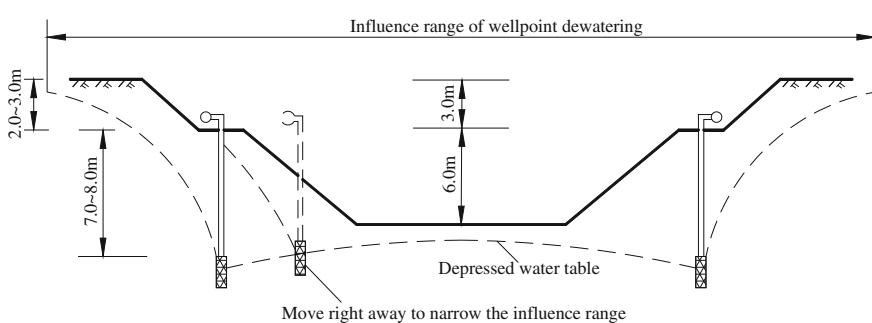 Influence range of wellpoint dewatering
2.0~3.0m
3.0m
7.0~8.0m
6.0m
Depressed water table
Move right away to narrow the influence range